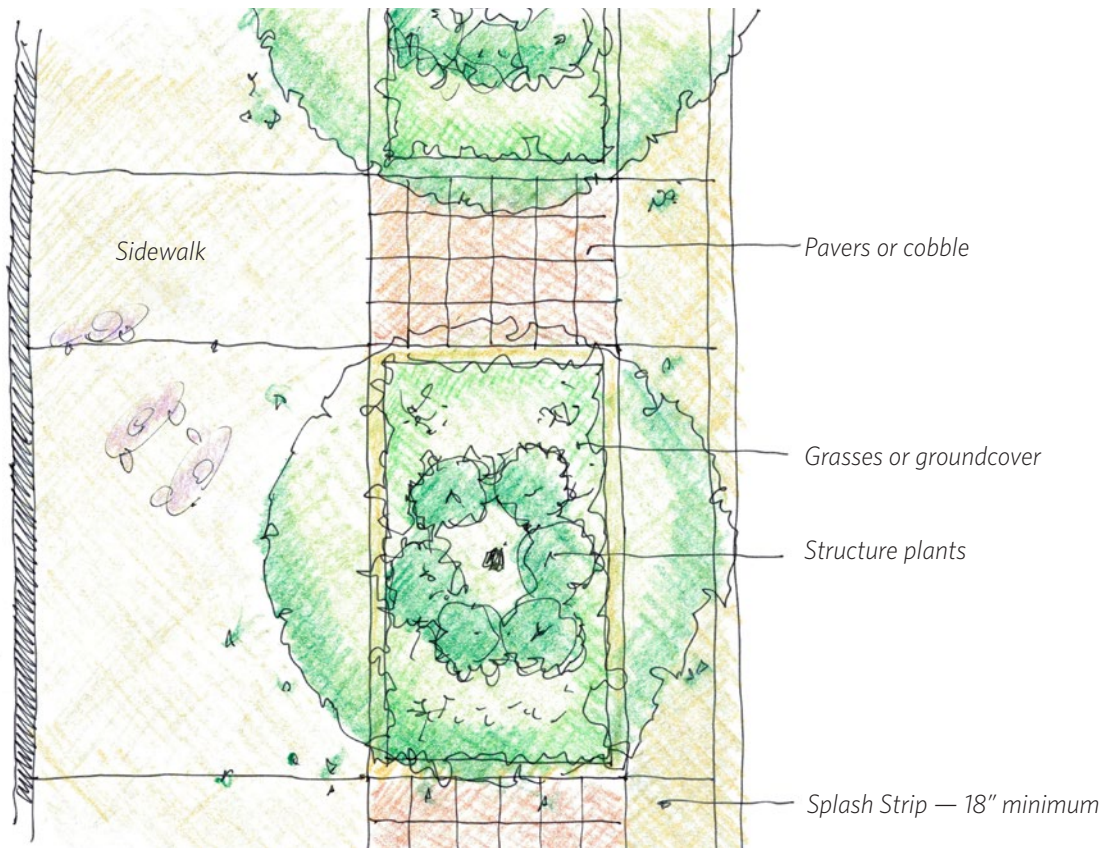 Sidewalk
Pavers or cobble
Grasses or groundcover
Structure plants
Splash Strip — 18” minimum